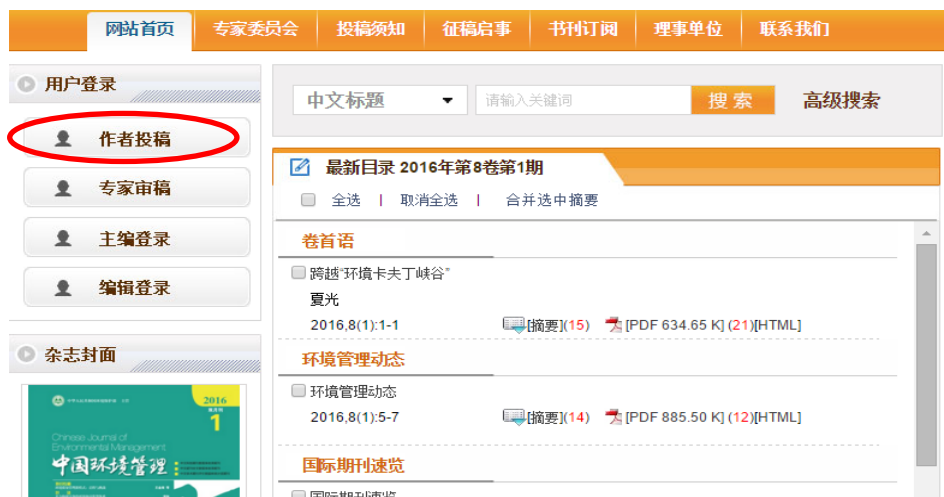 网站首页 专家委员会 投稿须知 征稿启事 书刊订阅 理事单位 联系我们
用户登录
作者投稿
专家审稿
主编登录
编辑登录
杂志封面
2016
1
Chinese Journal of
Environmental Management
中国环境管理
中文标题 请输入关键词 搜索 高级搜索
最新目录 2016年第8卷第1期
全选 | 取消全选 | 合并选中摘要
卷首语
跨越“环境卡夫丁峡谷”
夏光
2016,8(1):1-1 [摘要](15) [PDF 634.65 K] (21)[HTML]
环境管理动态
环境管理动态
2016,8(1):5-7 [摘要](14) [PDF 885.50 K] (12)[HTML]
国际期刊速览
国际期刊速览